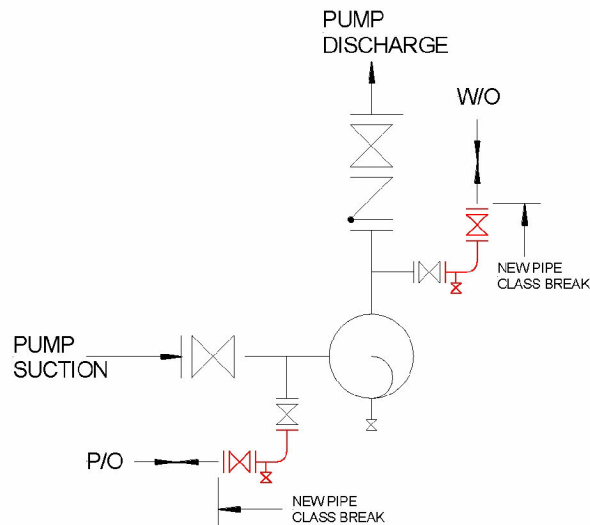 PUMP
DISCHARGE
W/O
NEW PIPE
CLASS BREAK
PUMP
SUCTION
P/O
NEW PIPE
CLASS BREAK